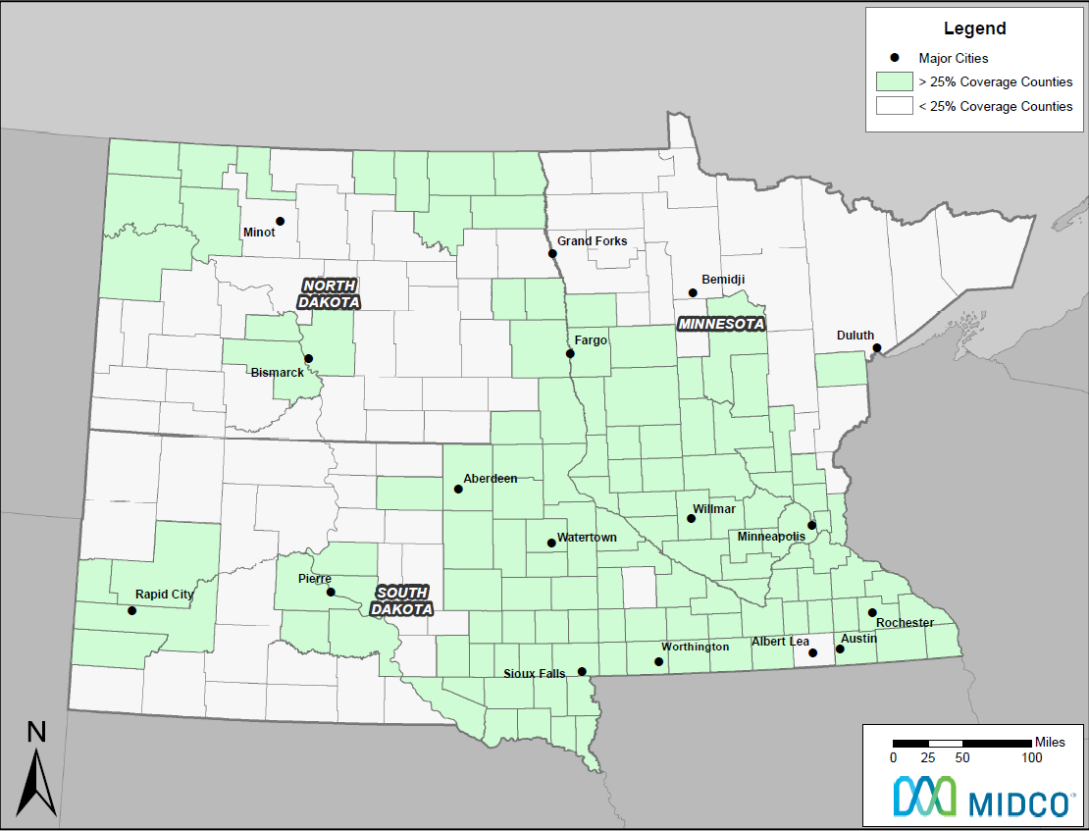 Legend
Major Cities
> 25% Coverage Counties
< 25% Coverage Counties
Minot
Grand Forks
NORTH
DAKOTA
Bemidji
MINNESOTA
Duluth
Fargo
Bismarck
Aberdeen
Willmar
Watertown
Minneapolis
Pierre
SOUTH
DAKOTA
Rapid City
Rochester
Albert Lea
Austin
Worthington
Sioux Falls
N
Miles
0 25 50 100
MIDCO